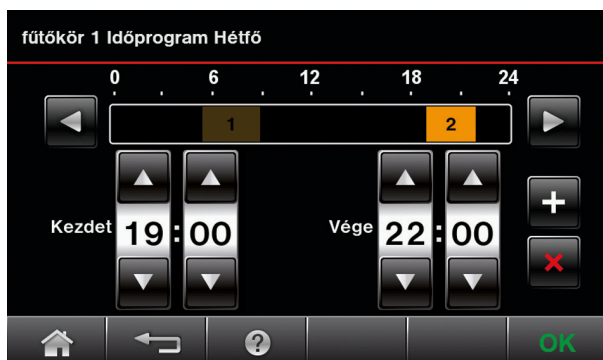 fűtőkör 1 Időprogram Hétfő
0 6 12 18 24
1 2
Kezdet 19:00 Vége 22:00
? OK